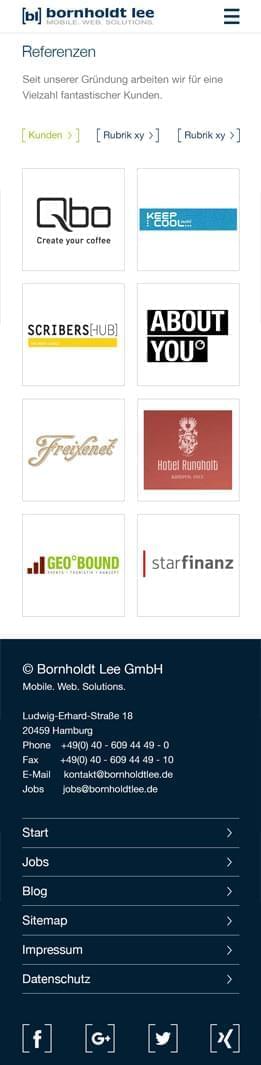 [bl] bornholdt lee
MOBILE. WEB. SOLUTIONS.
Referenzen
Seit unserer Gründung arbeiten wir für eine
Vielzahl fantastischer Kunden.
[ Kunden > ] [ Rubrik xy > ] [ Rubrik xy > ]
Qbo
Create your coffee
KEEP
!COOL
SCRIBERS[HUB]
ABOUT
YOU°
Freixenet
Hotel Rungholt
GEO°BOUND
EVENTS • TOURISTIK • KONZEPT
starfinanz
© Bornholdt Lee GmbH
Mobile. Web. Solutions.
Ludwig-Erhard-Straße 18
20459 Hamburg
Phone +49(0) 40 - 609 44 49 - 0
Fax +49(0) 40 - 609 44 49 - 10
E-Mail kontakt@bornholdtlee.de
Jobs jobs@bornholdtlee.de
Start >
Jobs >
Blog >
Sitemap >
Impressum >
Datenschutz >